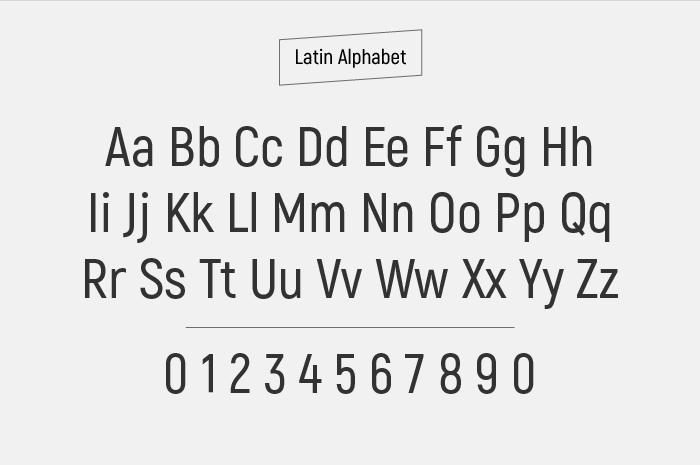 Latin Alphabet
Aa Bb Cc Dd Ee Ff Gg Hh
Ii Jj Kk Ll Mm Nn Oo Pp Qq
Rr Ss Tt Uu Vv Ww Xx Yy Zz
0 1 2 3 4 5 6 7 8 9 0